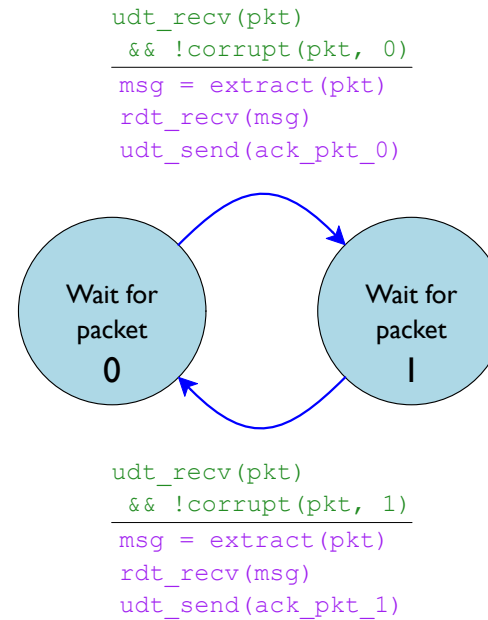 udt_recv(pkt)
&& !corrupt(pkt, 0)
msg = extract(pkt)
rdt_recv(msg)
udt_send(ack_pkt_0)
Wait for
packet
0
Wait for
packet
1
udt_recv(pkt)
&& !corrupt(pkt, 1)
msg = extract(pkt)
rdt_recv(msg)
udt_send(ack_pkt_1)